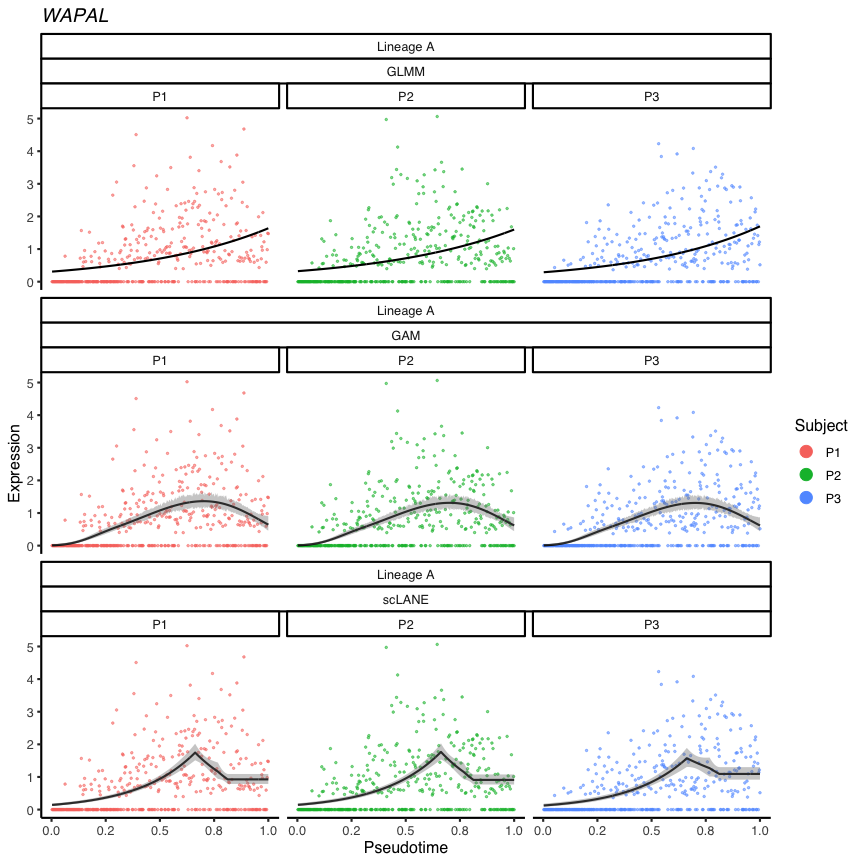 WAPAL
Lineage A
GLMM
P1 P2 P3
5
4
3
2
1
0
Lineage A
GAM
P1 P2 P3
5
4
3
2
1
0
Expression
Subject
P1
P2
P3
Lineage A
scLANE
P1 P2 P3
5
4
3
2
1
0
0.0 0.2 0.5 0.8 1.0 0.0 0.2 0.5 0.8 1.0 0.0 0.2 0.5 0.8 1.0
Pseudotime